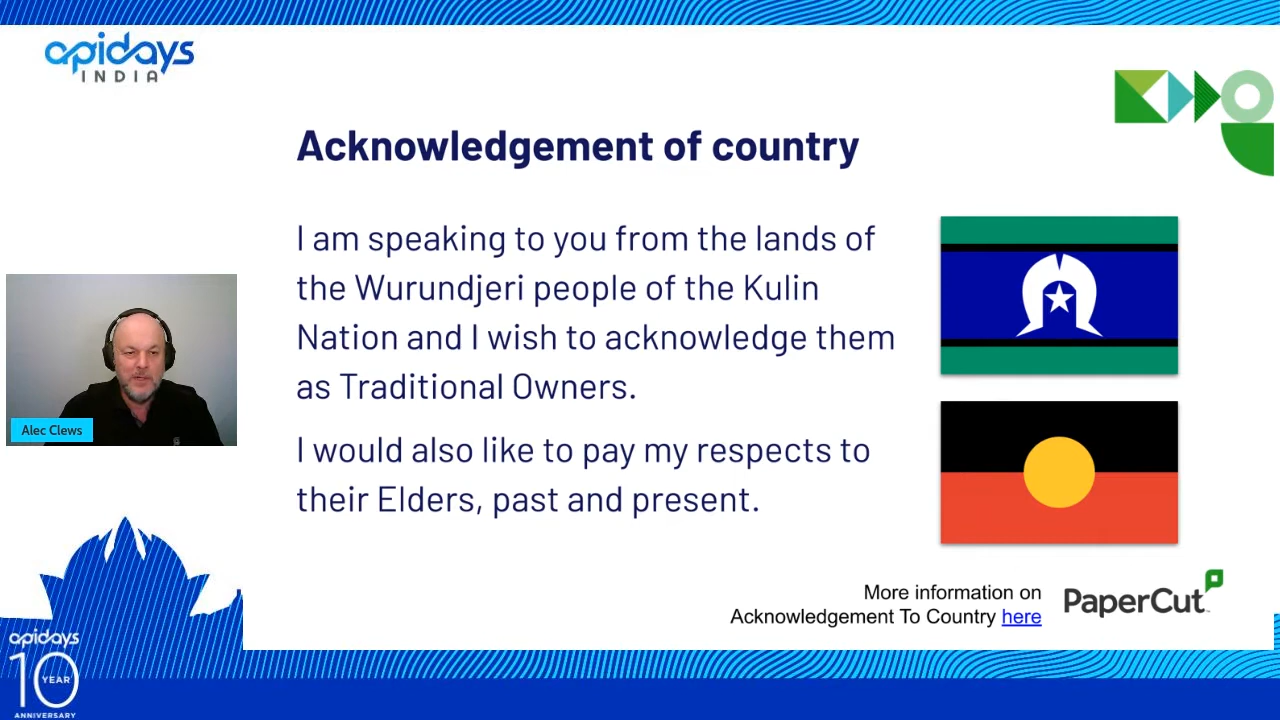 apidays
INDIA
Acknowledgement of country
I am speaking to you from the lands of
the Wurundjeri people of the Kulin
Nation and I wish to acknowledge them
as Traditional Owners.
I would also like to pay my respects to
their Elders, past and present.
Alec Clews
More information on
Acknowledgement To Country here
PaperCut
apidays
10
YEAR
ANNIVERSARY